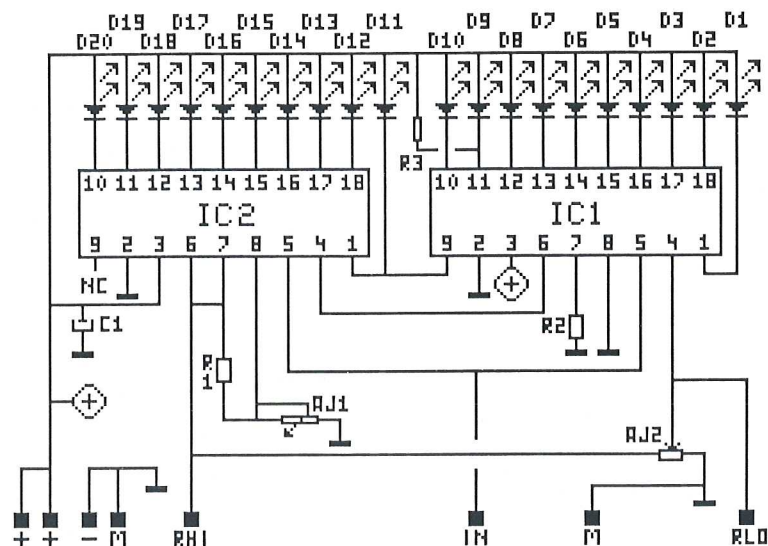 D19 D17 D15 D13 D11 D9 D7 D5 D3 D1
D20 D18 D16 D14 D12 D10 D8 D6 D4 D2
R3
10 11 12 13 14 15 16 17 18 10 11 12 13 14 15 16 17 18
IC2 IC1
9 2 3 6 7 8 5 4 1 9 2 3 6 7 8 5 4 1
NC
C1 R2
R
1
AJ1
AJ2
+ + - M RHI IN M RLO